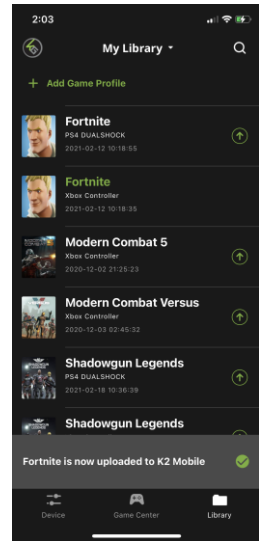 2:03
My Library
+ Add Game Profile
Fortnite
PS4 DUALSHOCK
2021-02-12 10:18:55
Fortnite
Xbox Controller
2021-02-12 10:18:35
Modern Combat 5
Xbox Controller
2020-12-02 21:25:23
Modern Combat Versus
Xbox Controller
2020-12-03 02:45:32
Shadowgun Legends
PS4 DUALSHOCK
2021-02-18 10:36:39
Shadowgun Legends
Fortnite is now uploaded to K2 Mobile
Device
Game Center
Library